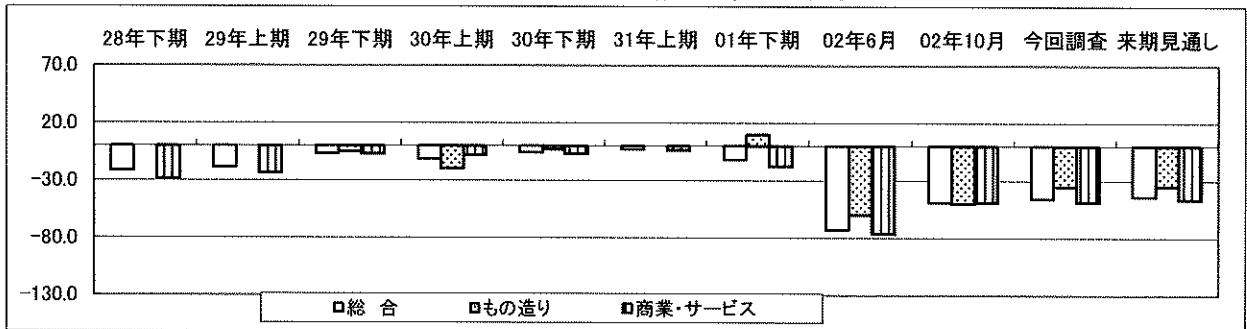 28年下期 29年上期 29年下期 30年上期 30年下期 31年上期 01年下期 02年6月 02年10月 今回調査 来期見通し
70.0
20.0
-30.0
-80.0
-130.0
総 合 もの造り 商業・サービス